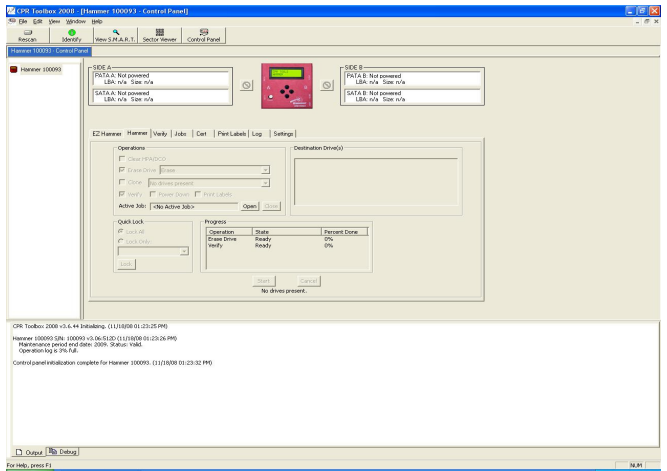 CPR Toolbox 2008 - [Hammer 100093 - Control Panel]
File Edit View Window Help
Rescan Identify View S.M.A.R.T. Sector Viewer Control Panel
Hammer 100093 - Control Panel
Hammer 100093
SIDE A
PATA A: Not powered
LBA: n/a Size: n/a
SATA A: Not powered
LBA: n/a Size: n/a
SIDE B
PATA B: Not powered
LBA: n/a Size: n/a
SATA B: Not powered
LBA: n/a Size: n/a
EZ Hammer Hammer Verify Jobs Cert Print Labels Log Settings
Operations
Clear HPA/DCO
Erase Drive Erase
Clone No drives present
Verify Power Down Print Labels
Active Job: <No Active Job> Open Close
Destination Drive(s)
Quick Lock
Lock All
Lock Only:
Lock
Progress
Operation State Percent Done
Erase Drive Ready 0%
Verify Ready 0%
Start Cancel
No drives present.
CPR Toolbox 2008 v3.6.44 Initializing. (11/18/08 01:23:25 PM)
Hammer 100093 S/N: 100093 v3.06:512D (11/18/08 01:23:26 PM)
Maintenance period end date: 2009. Status: Valid.
Operation log is 3% full.
Control panel initialization complete for Hammer 100093. (11/18/08 01:23:32 PM)
Output Debug
For Help, press F1
NUM